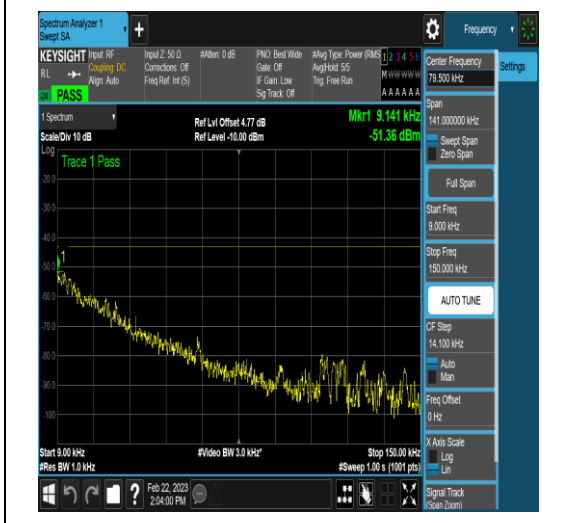 Spectrum Analyzer 1
Swept SA
+
Frequency
KEYSIGHT
Input: RF
Coupling: DC
Align: Auto
Input Z: 50 Ω
Corrections: Off
Freq Ref: Int (S)
#Atten: 0 dB
PNO: Best Wide
Gate: Off
IF Gain: Low
Sig Track: Off
#Avg Type: Power (RMS
Avg|Hold: 5/5
Trig: Free Run
1 2 3 4 5 6
M W W W W W
A A A A A A
RL
PASS
1 Spectrum
Scale/Div 10 dB
Ref Lvl Offset 4.77 dB
Ref Level -10.00 dBm
Mkr1 9.141 kHz
-51.36 dBm
Log
Trace 1 Pass
1
-20.0
-30.0
-40.0
-50.0
-60.0
-70.0
-80.0
-90.0
-100
Start 9.00 kHz
#Res BW 1.0 kHz
#Video BW 3.0 kHz*
Stop 150.00 kHz
#Sweep 1.00 s (1001 pts)
Feb 22, 2023
2:04:00 PM
?
Center Frequency
79.500 kHz
Settings
Span
141.000000 kHz
Swept Span
Zero Span
Full Span
Start Freq
9.000 kHz
Stop Freq
150.000 kHz
AUTO TUNE
CF Step
14.100 kHz
Auto
Man
Freq Offset
0 Hz
X Axis Scale
Log
Lin
Signal Track
(Span Zoom)